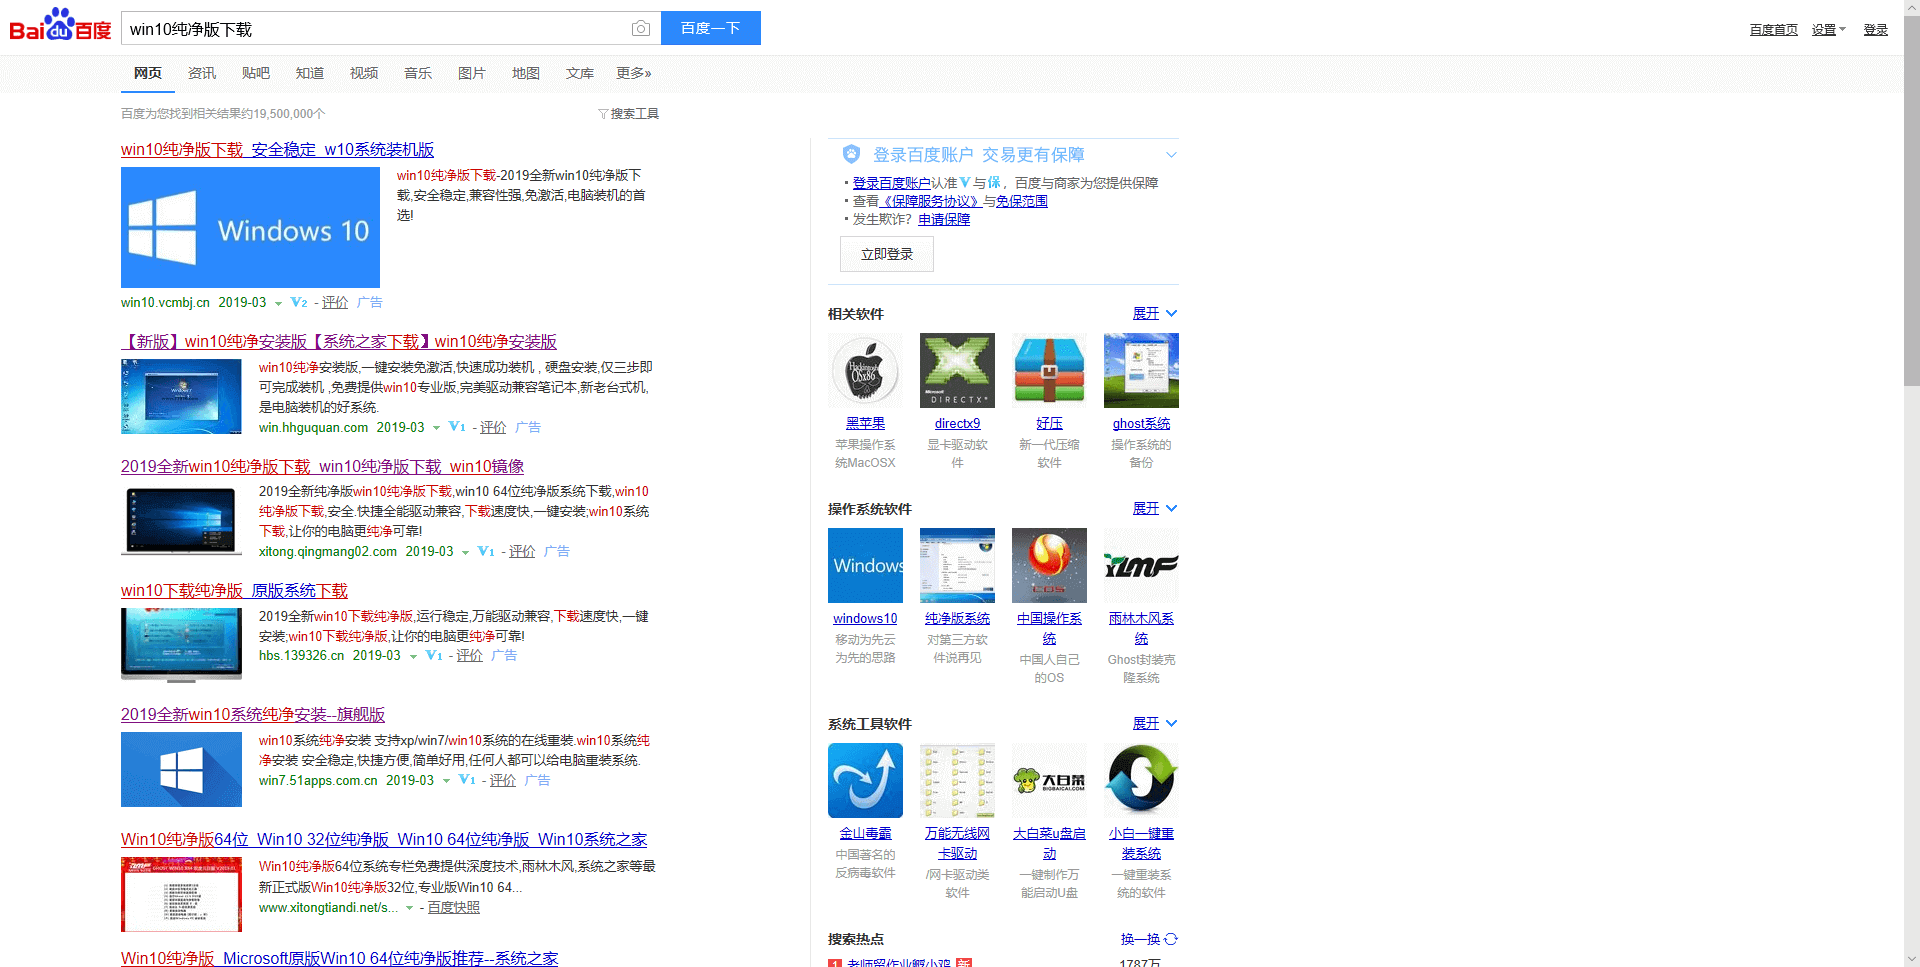 Bai du 百度
win10纯净版下载
百度一下
百度首页 设置 登录
网页 资讯 贴吧 知道 视频 音乐 图片 地图 文库 更多»
百度为您找到相关结果约19,500,000个
搜索工具
win10纯净版下载_安全稳定_w10系统装机版
Windows 10
win10纯净版下载-2019全新win10纯净版下
载,安全稳定,兼容性强,免激活,电脑装机的首
选!
win10.vcmbj.cn 2019-03 V2 - 评价 广告
【新版】win10纯净安装版【系统之家下载】win10纯净安装版
win10纯净安装版,一键安装免激活,快速成功装机 , 硬盘安装,仅三步即
可完成装机 ,免费提供win10专业版,完美驱动兼容笔记本,新老台式机,
是电脑装机的好系统.
win.hhguquan.com 2019-03 V1 - 评价 广告
2019全新win10纯净版下载_win10纯净版下载_win10镜像
2019全新纯净版win10纯净版下载,win10 64位纯净版系统下载,win10
纯净版下载,安全.快捷全能驱动兼容,下载速度快,一键安装;win10系统
下载,让你的电脑更纯净可靠!
xitong.qingmang02.com 2019-03 V1 - 评价 广告
win10下载纯净版_原版系统下载
2019全新win10下载纯净版,运行稳定,万能驱动兼容,下载速度快,一键
安装;win10下载纯净版,让你的电脑更纯净可靠!
hbs.139326.cn 2019-03 V1 - 评价 广告
2019全新win10系统纯净安装--旗舰版
win10系统纯净安装 支持xp/win7/win10系统的在线重装.win10系统纯
净安装 安全稳定,快捷方便,简单好用,任何人都可以给电脑重装系统.
win7.51apps.com.cn 2019-03 V1 - 评价 广告
Win10纯净版64位_Win10 32位纯净版_Win10 64位纯净版_Win10系统之家
Win10纯净版64位系统专栏免费提供深度技术,雨林木风,系统之家等最
新正式版Win10纯净版32位,专业版Win10 64...
www.xitongtiandi.net/s... - 百度快照
Win10纯净版_Microsoft原版Win10 64位纯净版推荐--系统之家
登录百度账户 交易更有保障
登录百度账户认准V与保，百度与商家为您提供保障
查看《保障服务协议》与免保范围
发生欺诈？申请保障
立即登录
相关软件 展开
Hackintosh
OSx86
Microsoft
DIRECTX
黑苹果 directx9 好压 ghost系统
苹果操作系 显卡驱动软 新一代压缩 操作系统的
统MacOSX 件 软件 备份
操作系统软件 展开
Windows
COS
YLMF
windows10 纯净版系统 中国操作系 雨林木风系
统 统
移动为先云 对第三方软 中国人自己 Ghost封装克
为先的思路 件说再见 的OS 隆系统
系统工具软件 展开
大白菜
BIGBAICAI.COM
金山毒霸 万能无线网 大白菜u盘启 小白一键重
卡驱动 动 装系统
中国著名的 /网卡驱动类 一键制作万 一键重装系
反病毒软件 软件 能启动U盘 统的软件
搜索热点 换一换
1 老师留作业孵小鸡 新 1787万